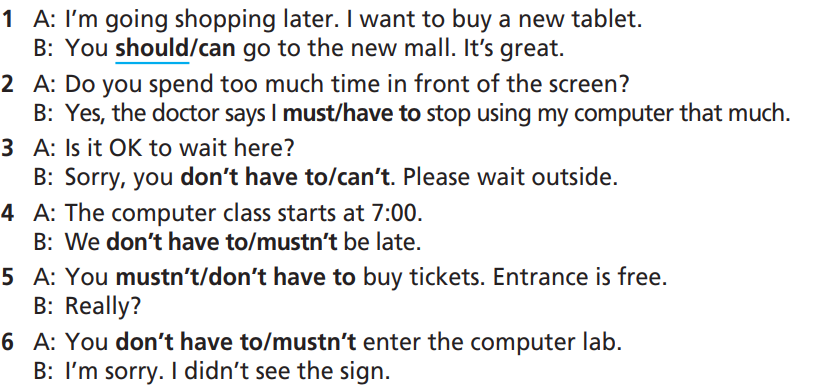 1 A: I'm going shopping later. I want to buy a new tablet.
B: You should/can go to the new mall. It's great.
2 A: Do you spend too much time in front of the screen?
B: Yes, the doctor says I must/have to stop using my computer that much.
3 A: Is it OK to wait here?
B: Sorry, you don't have to/can't. Please wait outside.
4 A: The computer class starts at 7:00.
B: We don't have to/mustn't be late.
5 A: You mustn't/don't have to buy tickets. Entrance is free.
B: Really?
6 A: You don't have to/mustn't enter the computer lab.
B: I'm sorry. I didn't see the sign.